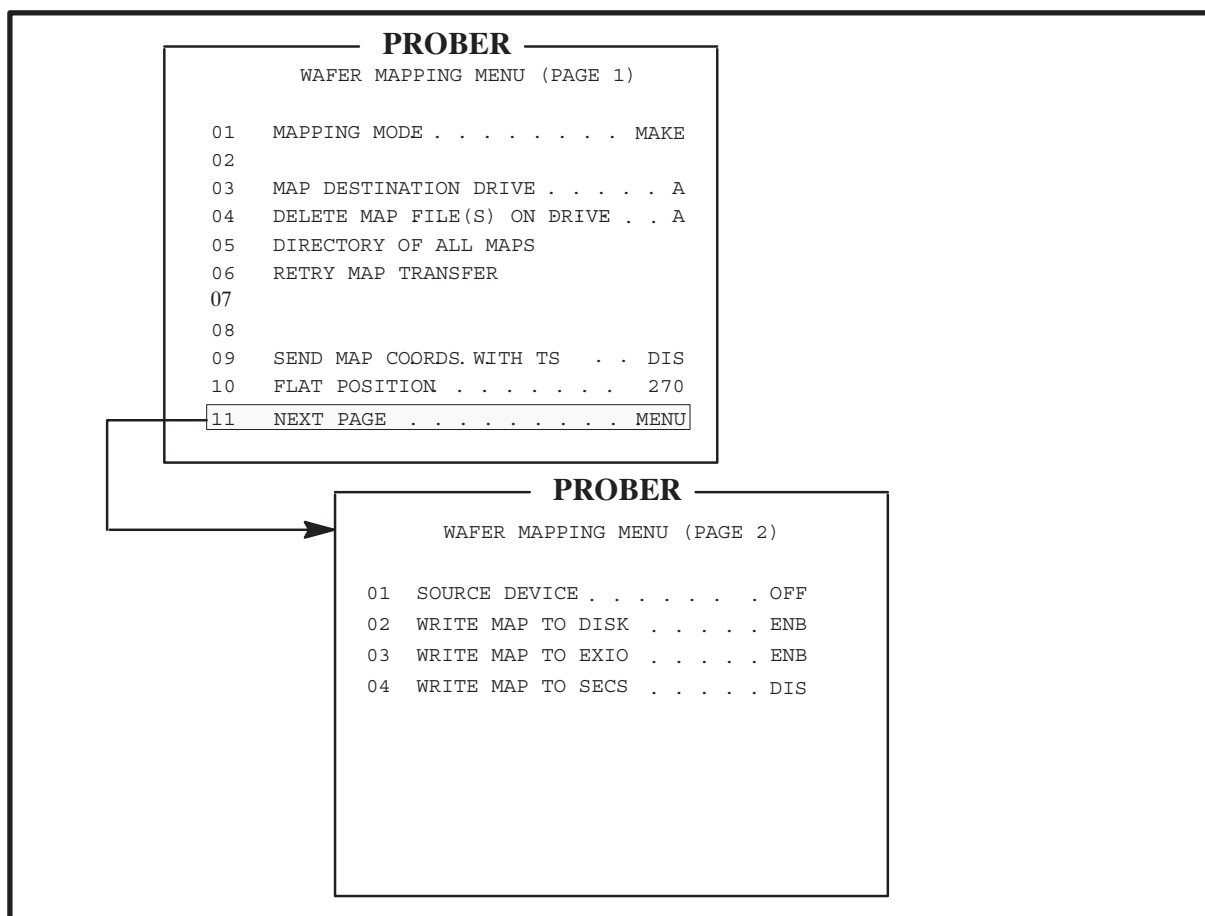 PROBER
WAFER MAPPING MENU (PAGE 1)
01 MAPPING MODE . . . . . . . . MAKE
02
03 MAP DESTINATION DRIVE . . . . . A
04 DELETE MAP FILE(S) ON DRIVE . . A
05 DIRECTORY OF ALL MAPS
06 RETRY MAP TRANSFER
07
08
09 SEND MAP COORDS. WITH TS . . DIS
10 FLAT POSITION . . . . . . . 270
11 NEXT PAGE . . . . . . . . . MENU
PROBER
WAFER MAPPING MENU (PAGE 2)
01 SOURCE DEVICE . . . . . . . OFF
02 WRITE MAP TO DISK . . . . . ENB
03 WRITE MAP TO EXIO . . . . . ENB
04 WRITE MAP TO SECS . . . . . DIS